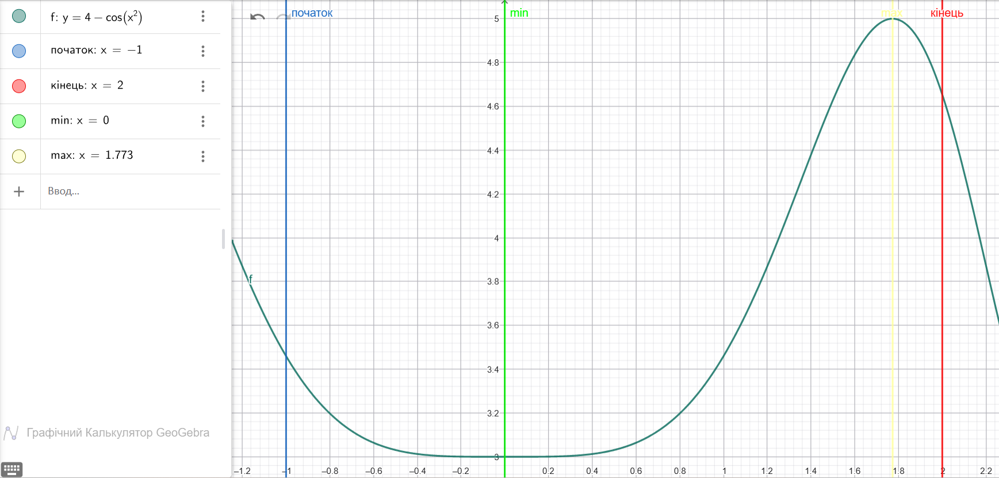 f: y = 4 − cos(x²)
початок: x = −1
кінець: x = 2
min: x = 0
max: x = 1.773
Ввод...
Графічний Калькулятор GeoGebra
початок
min
max
кінець
f
5
4.8
4.6
4.4
4.2
4
3.8
3.6
3.4
3.2
3
–1.2 –1 –0.8 –0.6 –0.4 –0.2 0.2 0.4 0.6 0.8 1 1.2 1.4 1.6 1.8 2 2.2